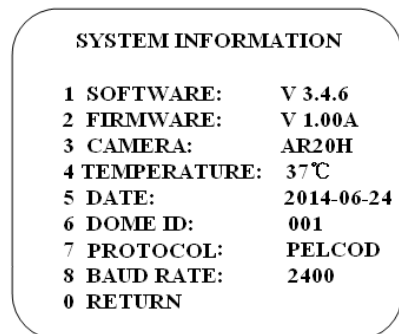 SYSTEM INFORMATION
1 SOFTWARE: V 3.4.6
2 FIRMWARE: V 1.00A
3 CAMERA: AR20H
4 TEMPERATURE: 37℃
5 DATE: 2014-06-24
6 DOME ID: 001
7 PROTOCOL: PELCOD
8 BAUD RATE: 2400
0 RETURN